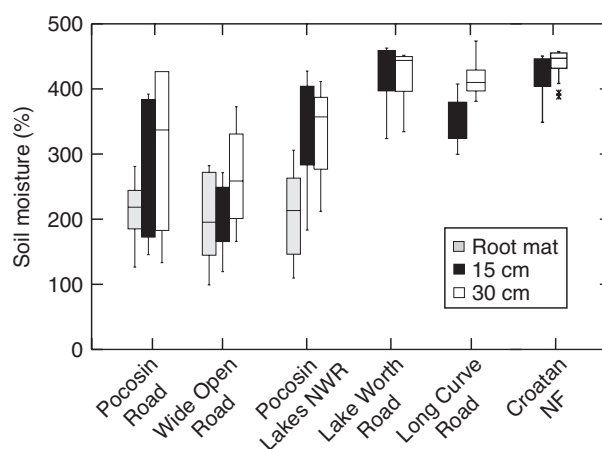 500
400
300
200
100
0
Soil moisture (%)
Root mat
15 cm
30 cm
Pocosin
Road
Wide Open
Road
Pocosin
Lakes NWR
Lake Worth
Road
Long Curve
Road
Croatan
NF